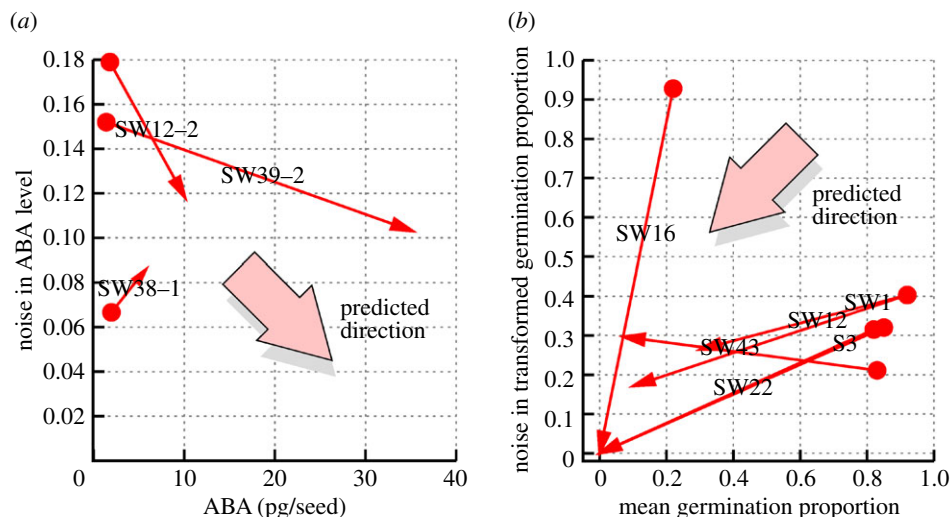 (a)
0.18
0.16
0.14
0.12
0.10
0.08
0.06
0.04
0.02
0
10
20
30
40
noise in ABA level
ABA (pg/seed)
SW12–2
SW39–2
SW38–1
predicted
direction
(b)
1.0
0.9
0.8
0.7
0.6
0.5
0.4
0.3
0.2
0.1
0
0
0.2
0.4
0.6
0.8
1.0
noise in transformed germination proportion
mean germination proportion
predicted
direction
SW16
SW1
SW12
S3
SW43
SW22